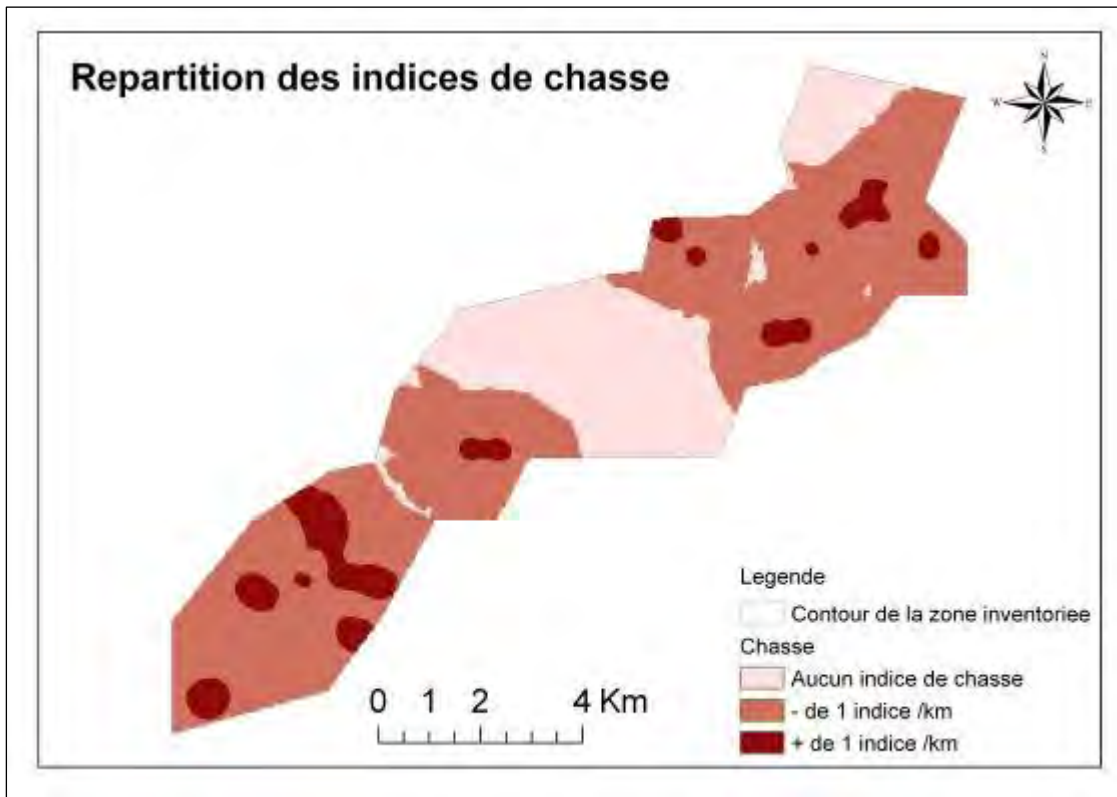 Repartition des indices de chasse
N
W E
S
Legende
Contour de la zone inventoriee
Chasse
Aucun indice de chasse
- de 1 indice /km
+ de 1 indice /km
0 1 2 4 Km